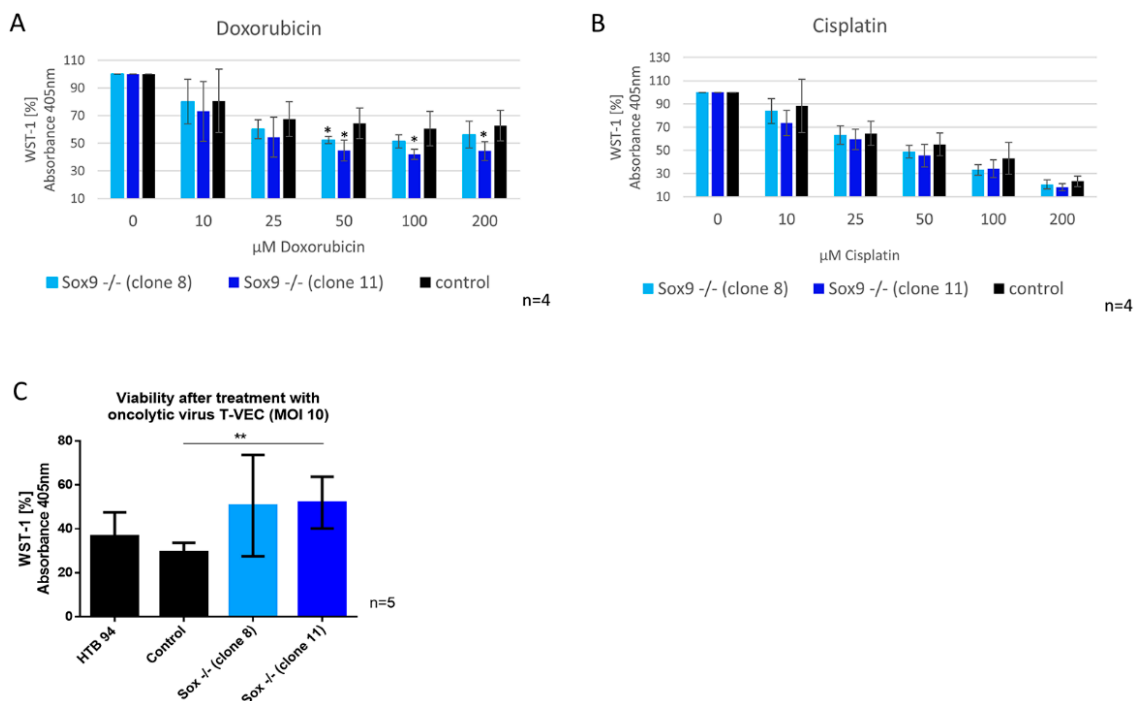 A
Doxorubicin
WST-1 [%]
Absorbance 405nm
110
90
70
50
30
10
* * * *
0 10 25 50 100 200
µM Doxorubicin
Sox9 -/- (clone 8) Sox9 -/- (clone 11) control
n=4
B
Cisplatin
WST-1 [%]
Absorbance 405nm
130
110
90
70
50
30
10
0 10 25 50 100 200
µM Cisplatin
Sox9 -/- (clone 8) Sox9 -/- (clone 11) control
n=4
C
Viability after treatment with
oncolytic virus T-VEC (MOI 10)
WST-1 [%]
Absorbance 405nm
80
60
40
20
0
**
HTB 94
Control
Sox -/- (clone 8)
Sox -/- (clone 11)
n=5